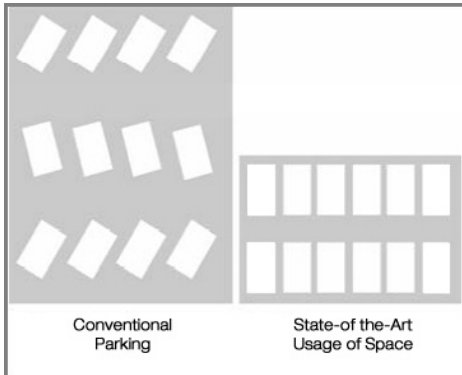 Conventional
Parking
State-of the-Art
Usage of Space